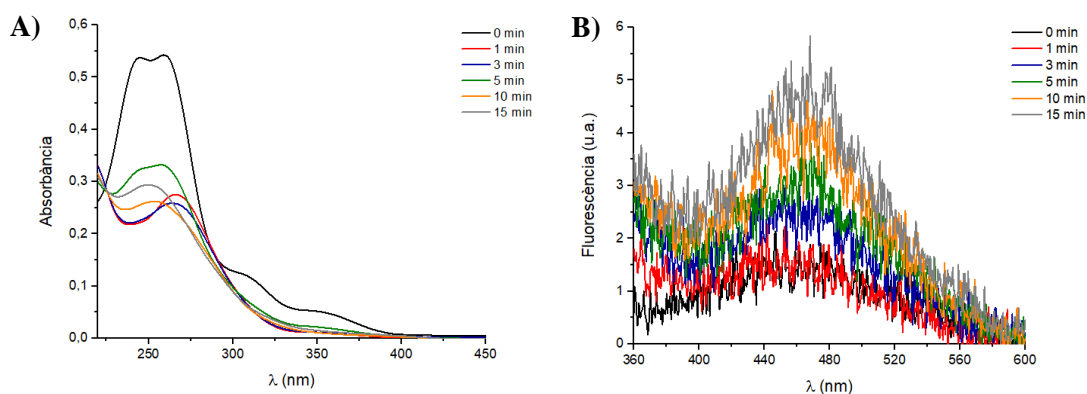 A)
Absorbància
0,6
0,5
0,4
0,3
0,2
0,1
0,0
250 300 350 400 450
λ (nm)
0 min
1 min
3 min
5 min
10 min
15 min
B)
Fluorescència (u.a.)
6
5
4
3
2
1
0
360 400 440 480 520 560 600
λ (nm)
0 min
1 min
3 min
5 min
10 min
15 min